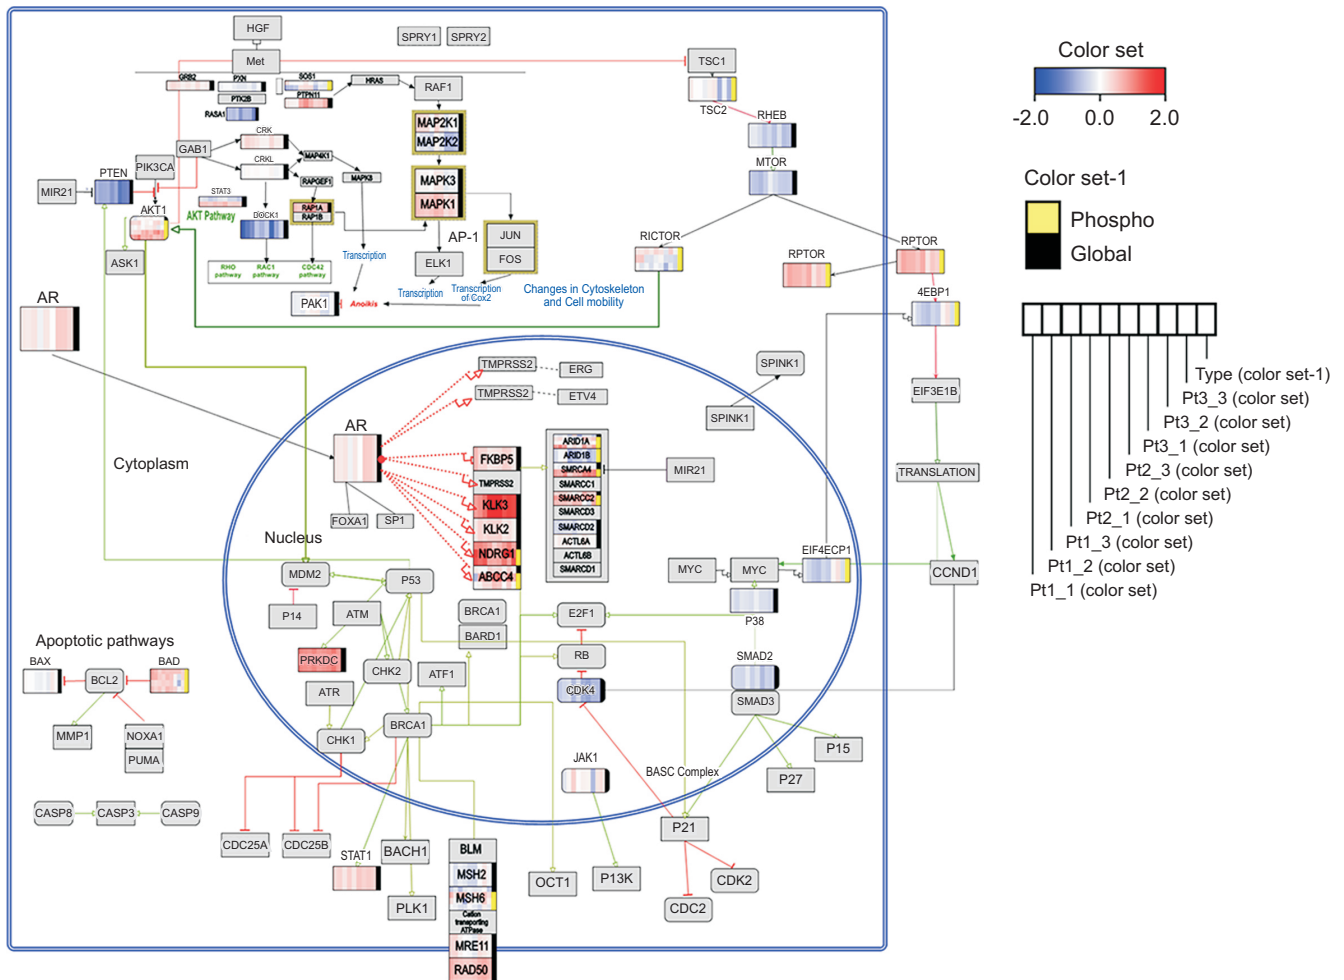 HGF
SPRY1
SPRY2
Met
GRB2
PXN
SOS1
HRAS
PTK2B
PTPN11
RASA1
RAF1
TSC1
TSC2
RHEB
MTOR
MAP2K1
MAP2K2
CRK
GAB1
CRKL
MAP4K1
PIK3CA
MIR21
PTEN
RAPGEF1
MAPK8
MAPK3
MAPK1
STAT3
AKT Pathway
AKT1
DOCK1
RAP1A
RAP1B
ASK1
AP-1
JUN
FOS
ELK1
RICTOR
RPTOR
RPTOR
4EBP1
Transcription
RHO
pathway
RAC1
pathway
CDC42
pathway
Transcription
Transcription
of Cox2
Changes in Cytoskeleton
and Cell mobility
PAK1
Anoikis
AR
EIF3E1B
TRANSLATION
CCND1
Cytoplasm
Nucleus
TMPRSS2
ERG
TMPRSS2
ETV4
SPINK1
SPINK1
AR
FOXA1
SP1
FKBP5
TMPRSS2
KLK3
KLK2
NDRG1
ABCC4
ARID1A
ARID1B
SMRCA4
SMARCC1
SMARCC2
SMARCD3
SMARCD2
ACTL6A
ACTL6B
SMARCD1
MIR21
MYC
MYC
EIF4ECP1
P38
MDM2
P53
P14
ATM
PRKDC
CHK2
ATR
CHK1
BRCA1
ATF1
BRCA1
BARD1
E2F1
RB
CDK4
SMAD2
SMAD3
JAK1
BASC Complex
P15
P27
P21
P13K
CDK2
CDC2
OCT1
Apoptotic pathways
BAX
BCL2
BAD
MMP1
NOXA1
PUMA
CASP8
CASP3
CASP9
CDC25A
CDC25B
STAT1
BACH1
PLK1
BLM
MSH2
MSH6
Cation
transporting
ATPase
MRE11
RAD50
Color set
-2.0
0.0
2.0
Color set-1
Phospho
Global
Type (color set-1)
Pt3_3 (color set)
Pt3_2 (color set)
Pt3_1 (color set)
Pt2_3 (color set)
Pt2_2 (color set)
Pt2_1 (color set)
Pt1_3 (color set)
Pt1_2 (color set)
Pt1_1 (color set)